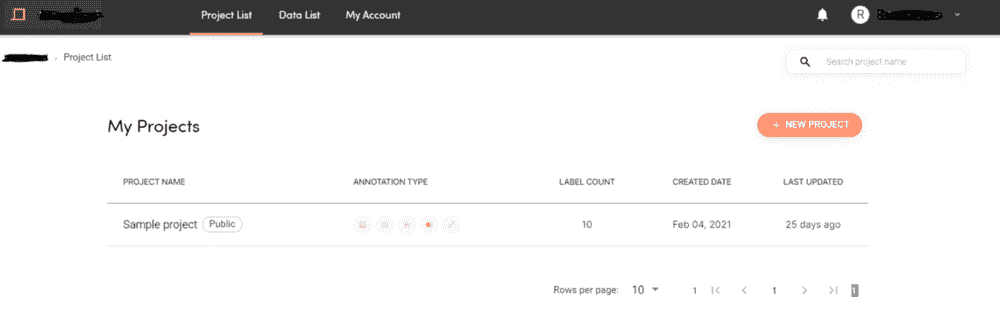 Project List Data List My Account R
› Project List
Search project name
My Projects
+ NEW PROJECT
PROJECT NAME ANNOTATION TYPE LABEL COUNT CREATED DATE LAST UPDATED
Sample project Public 10 Feb 04, 2021 25 days ago
Rows per page: 10 1 1 1